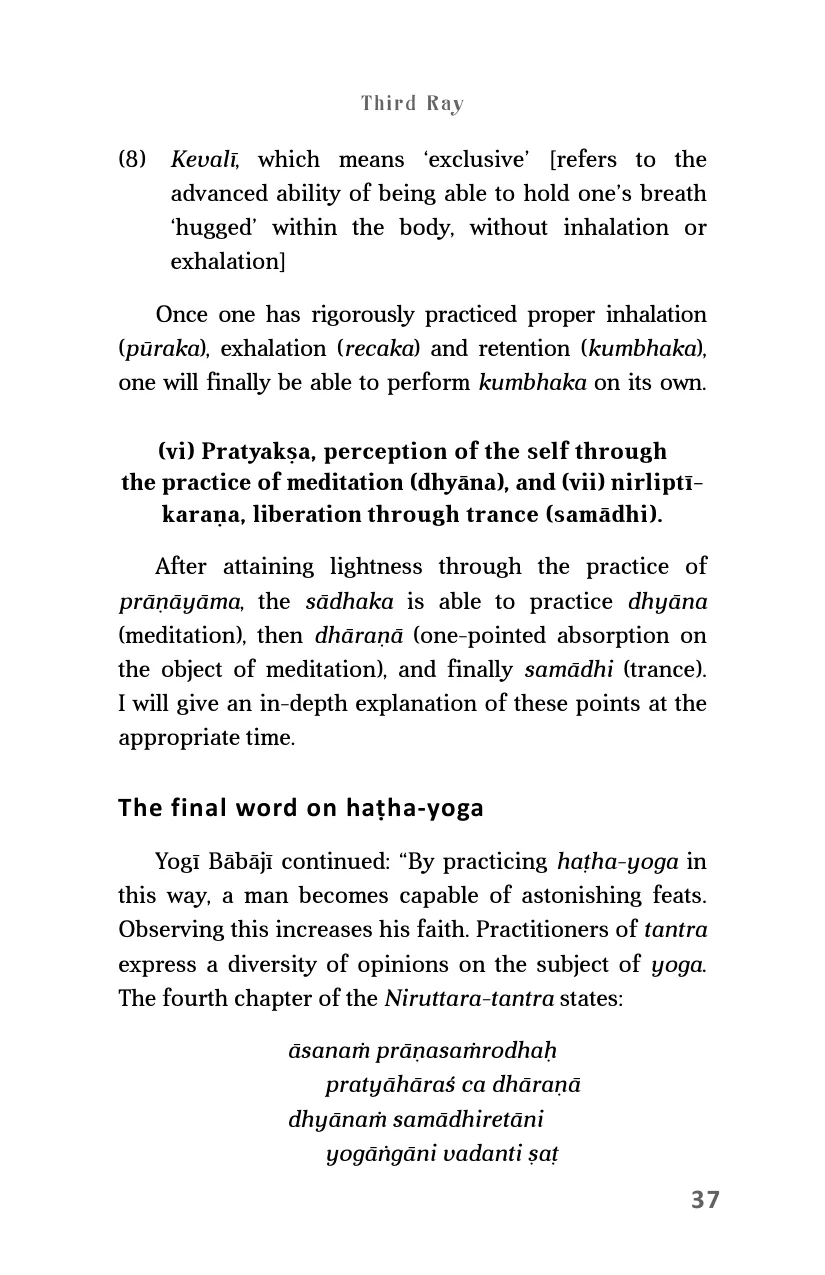 Third Ray
(8) Kevalī, which means ‘exclusive’ [refers to the
advanced ability of being able to hold one’s breath
‘hugged’ within the body, without inhalation or
exhalation]
Once one has rigorously practiced proper inhalation
(pūraka), exhalation (recaka) and retention (kumbhaka),
one will finally be able to perform kumbhaka on its own.
(vi) Pratyakṣa, perception of the self through
the practice of meditation (dhyāna), and (vii) nirliptī-
karaṇa, liberation through trance (samādhi).
After attaining lightness through the practice of
prāṇāyāma, the sādhaka is able to practice dhyāna
(meditation), then dhāraṇā (one-pointed absorption on
the object of meditation), and finally samādhi (trance).
I will give an in-depth explanation of these points at the
appropriate time.
The final word on haṭha-yoga
Yogī Bābājī continued: “By practicing haṭha-yoga in
this way, a man becomes capable of astonishing feats.
Observing this increases his faith. Practitioners of tantra
express a diversity of opinions on the subject of yoga.
The fourth chapter of the Niruttara-tantra states:
āsanaṁ prāṇasaṁrodhaḥ
pratyāhāraś ca dhāraṇā
dhyānaṁ samādhiretāni
yogāṅgāni vadanti ṣaṭ
37